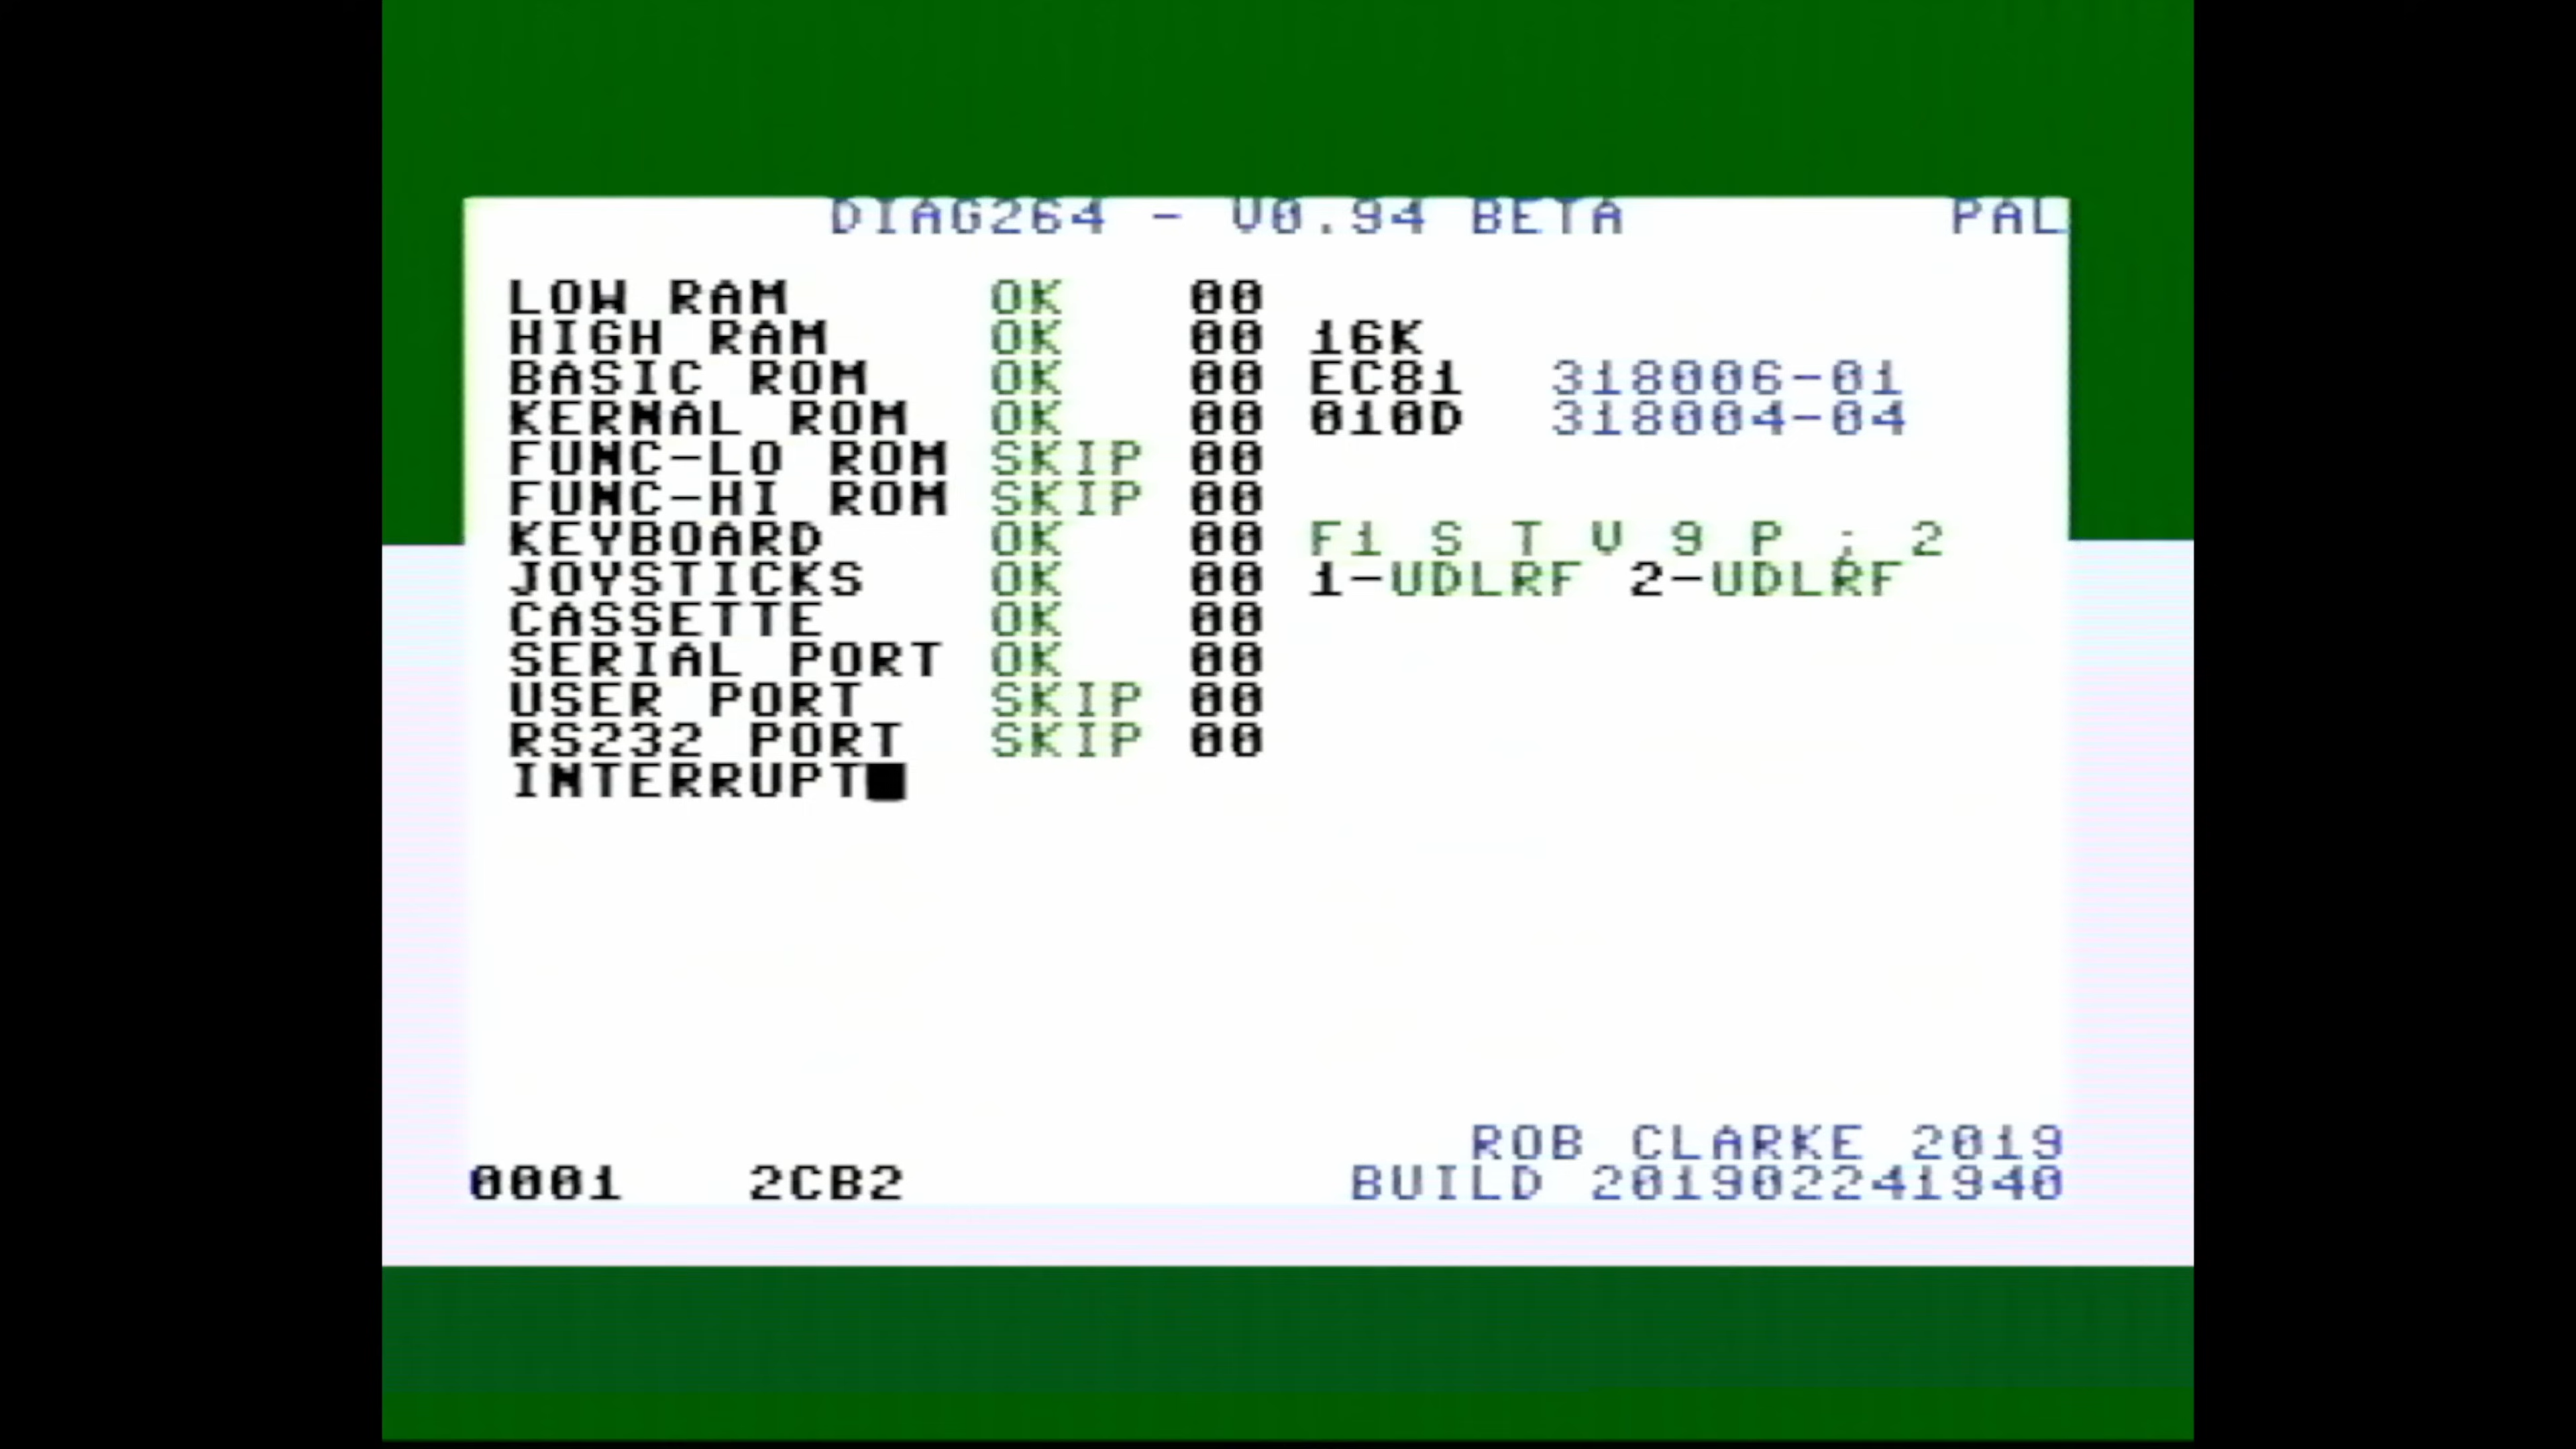 DIAG264 - V0.94 BETA PAL
LOW RAM OK 00
HIGH RAM OK 00 16K
BASIC ROM OK 00 EC81 318006-01
KERNAL ROM OK 00 010D 318004-04
FUNC-LO ROM SKIP 00
FUNC-HI ROM SKIP 00
KEYBOARD OK 00 F1 S T V 9 P ; 2
JOYSTICKS OK 00 1-UDLRF 2-UDLRF
CASSETTE OK 00
SERIAL PORT OK 00
USER PORT SKIP 00
RS232 PORT SKIP 00
INTERRUPT
ROB CLARKE 2019
0001 2CB2 BUILD 201902241940